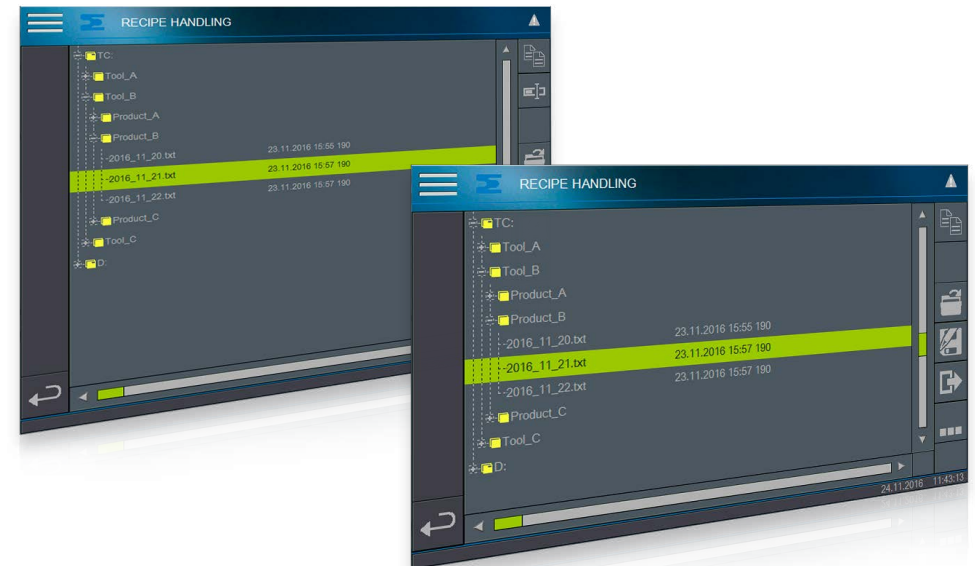 RECIPE HANDLING
TC:
Tool_A
Tool_B
Product_A
Product_B
-2016_11_20.txt 23.11.2016 15:55 190
-2016_11_21.txt 23.11.2016 15:57 190
-2016_11_22.txt 23.11.2016 15:57 190
Product_C
Tool_C
D:
RECIPE HANDLING
TC:
Tool_A
Tool_B
Product_A
Product_B
-2016_11_20.txt 23.11.2016 15:55 190
-2016_11_21.txt 23.11.2016 15:57 190
-2016_11_22.txt 23.11.2016 15:57 190
Product_C
Tool_C
D:
24.11.2016 11:43:13